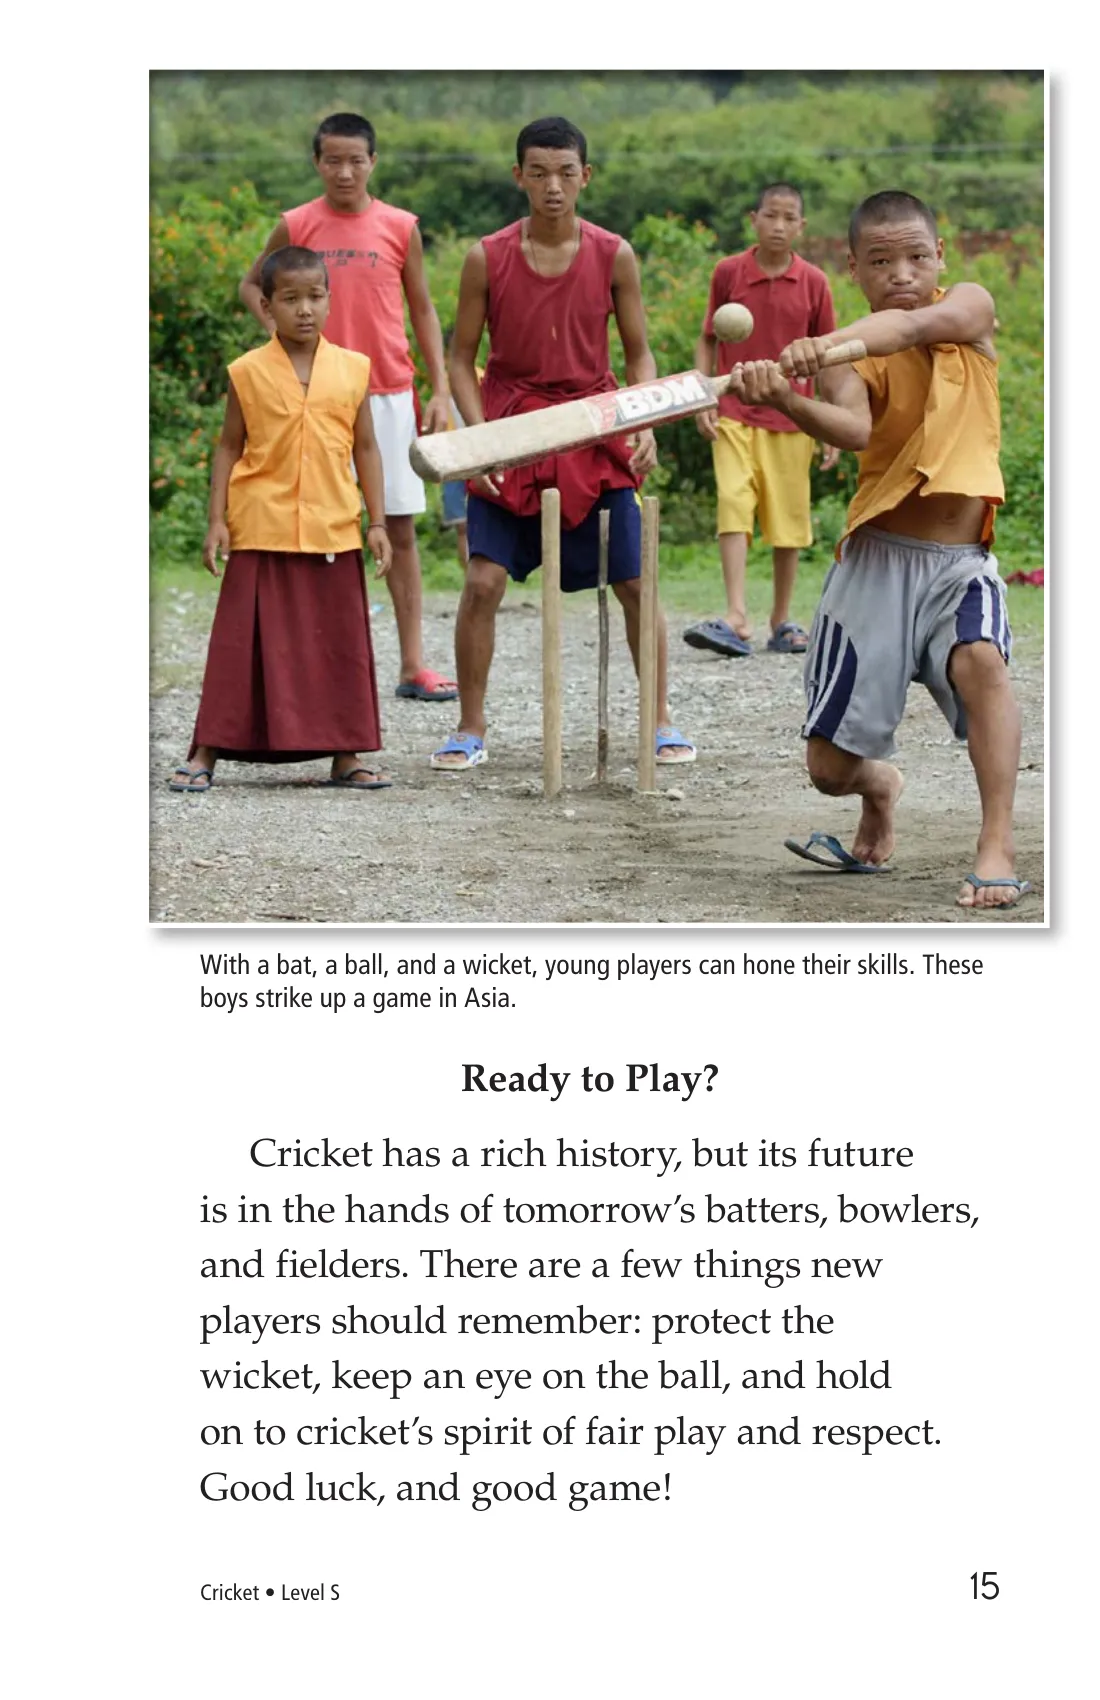 BDM
With a bat, a ball, and a wicket, young players can hone their skills. These
boys strike up a game in Asia.
Ready to Play?
Cricket has a rich history, but its future
is in the hands of tomorrow’s batters, bowlers,
and fielders. There are a few things new
players should remember: protect the
wicket, keep an eye on the ball, and hold
on to cricket’s spirit of fair play and respect.
Good luck, and good game!
Cricket • Level S
15